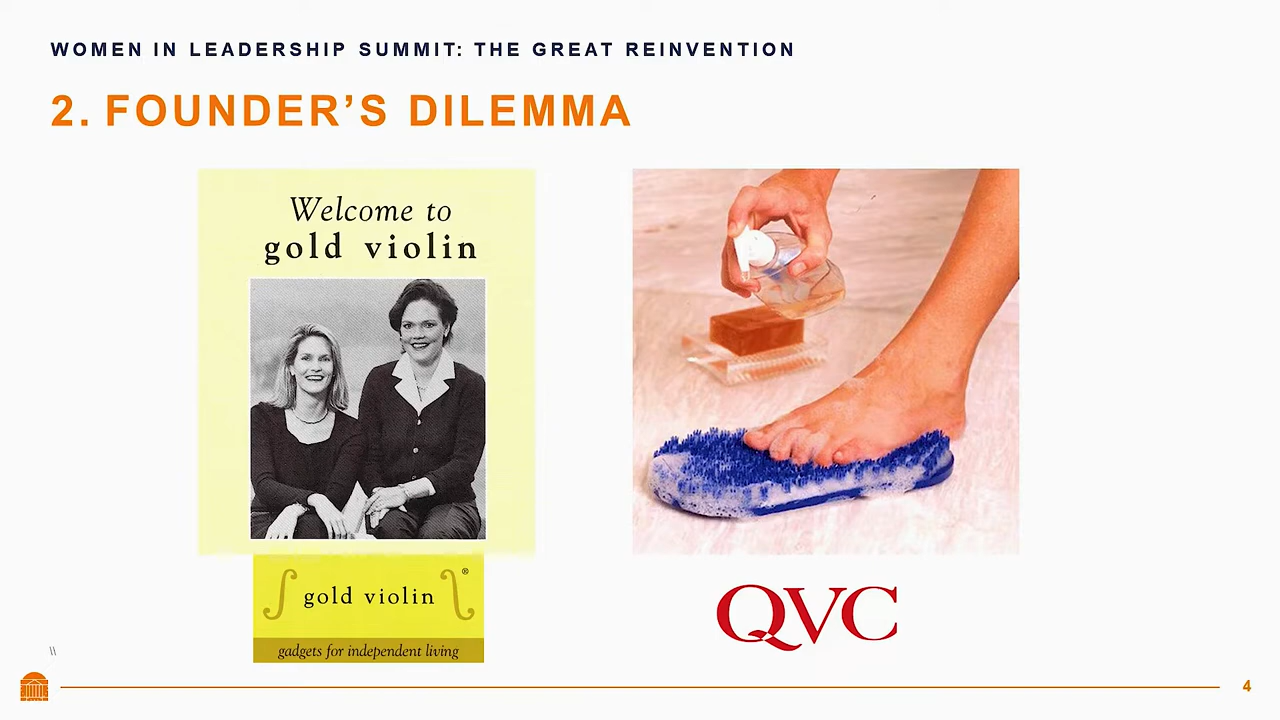 WOMEN IN LEADERSHIP SUMMIT: THE GREAT REINVENTION
2. FOUNDER’S DILEMMA
Welcome to
gold violin
gold violin ®
gadgets for independent living
QVC
\\
4